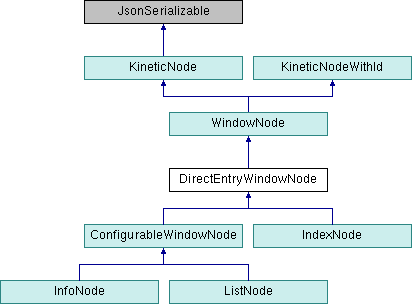 JsonSerializable
KineticNode
KineticNodeWithId
WindowNode
DirectEntryWindowNode
ConfigurableWindowNode
IndexNode
InfoNode
ListNode